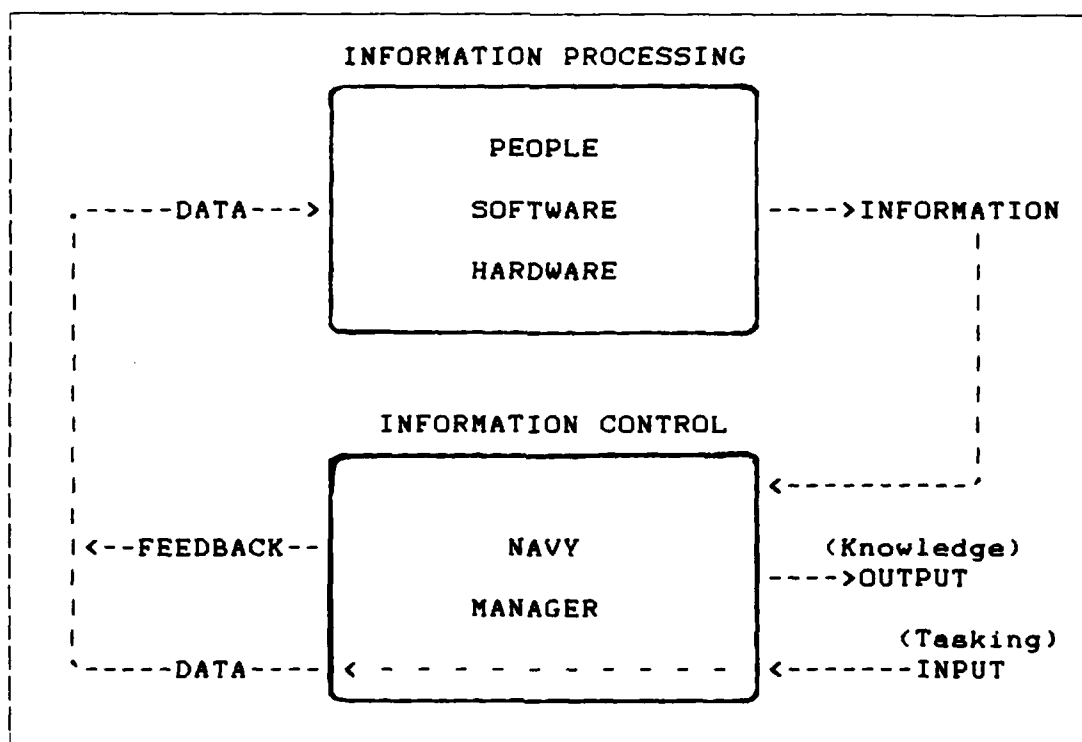 INFORMATION PROCESSING
PEOPLE
DATA SOFTWARE INFORMATION
HARDWARE
INFORMATION CONTROL
FEEDBACK NAVY (Knowledge)
OUTPUT
MANAGER
(Tasking)
DATA INPUT